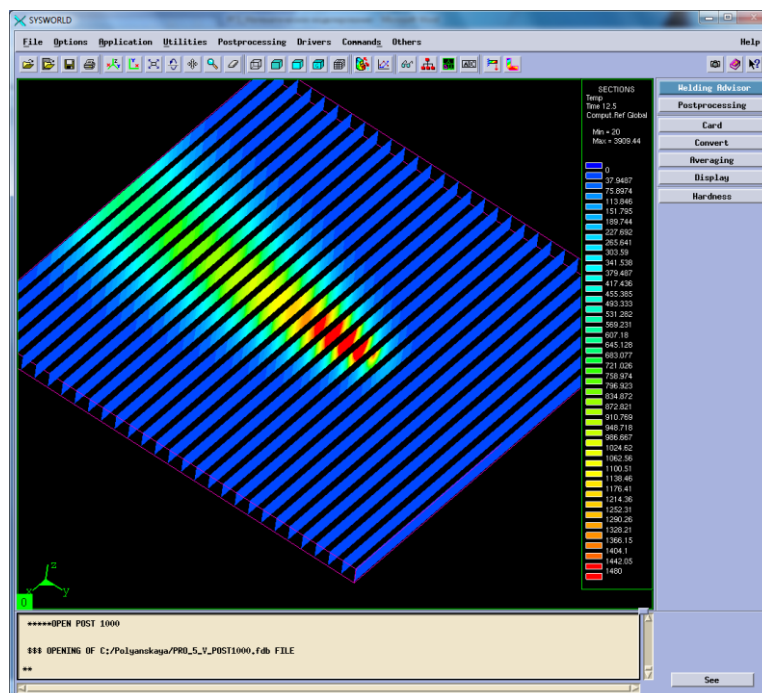 SYSWORLD
File Options Application Utilities Postprocessing Drivers Commands Others Help
Welding Advisor
Postprocessing
Card
Convert
Averaging
Display
Hardness
SECTIONS
Temp
Time 12.5
Comput.Ref Global
Min = 20
Max = 3909.44
0
37.9487
75.8974
113.846
151.795
189.744
227.692
265.641
303.59
341.538
379.487
417.436
455.385
493.333
531.282
569.231
607.18
645.128
683.077
721.026
758.974
796.923
834.872
872.821
910.769
948.718
986.667
1024.62
1062.56
1100.51
1138.46
1176.41
1214.36
1252.31
1290.26
1328.21
1366.15
1404.1
1442.05
1480
z
x y
0
*****OPEN POST 1000
$$$ OPENING OF C:/Polyanskaya/PRO_5_V_POST1000.fdb FILE
**
See